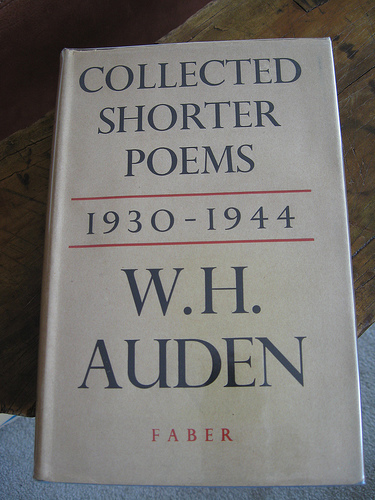 COLLECTED
SHORTER
POEMS
1930-1944
W.H.
AUDEN
FABER